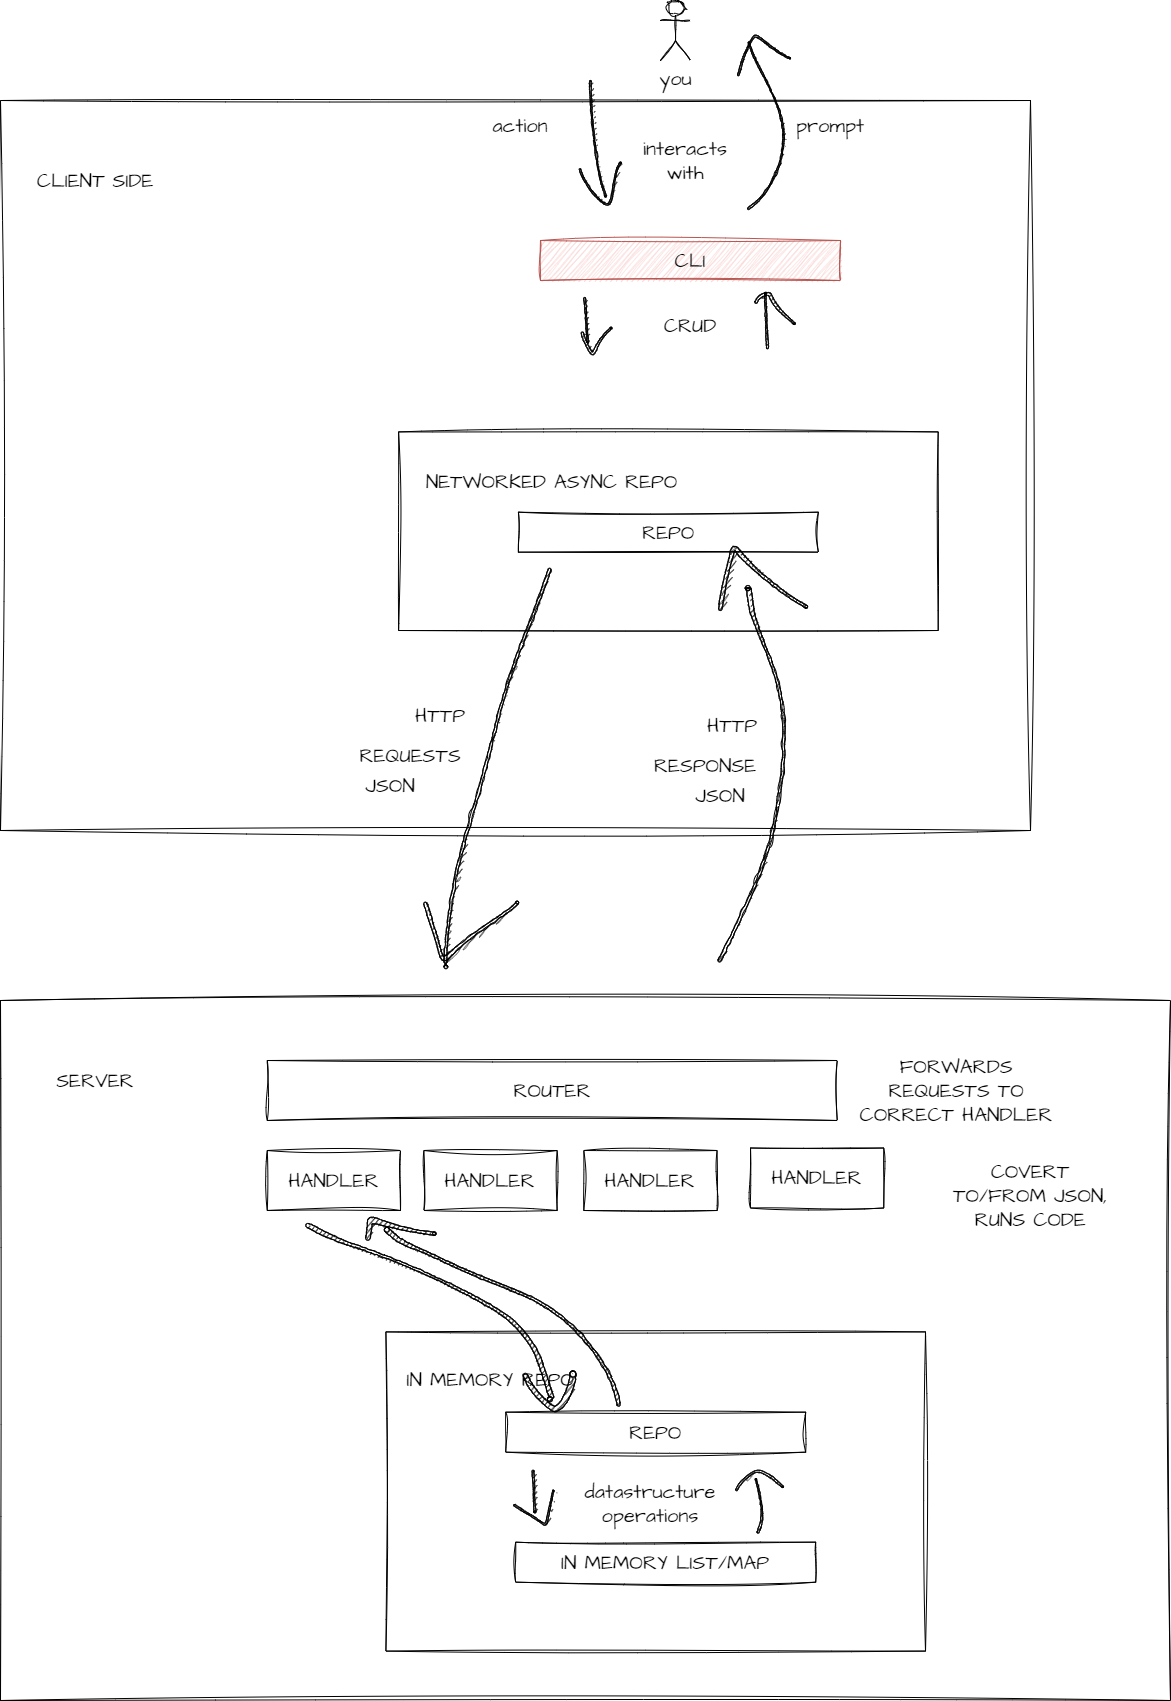 you
action
prompt
interacts
with
CLIENT SIDE
CLI
CRUD
NETWORKED ASYNC REPO
REPO
HTTP
REQUESTS
JSON
HTTP
RESPONSE
JSON
SERVER
ROUTER
FORWARDS
REQUESTS TO
CORRECT HANDLER
HANDLER
HANDLER
HANDLER
HANDLER
COVERT
TO/FROM JSON,
RUNS CODE
IN MEMORY REPO
REPO
datastructure
operations
IN MEMORY LIST/MAP